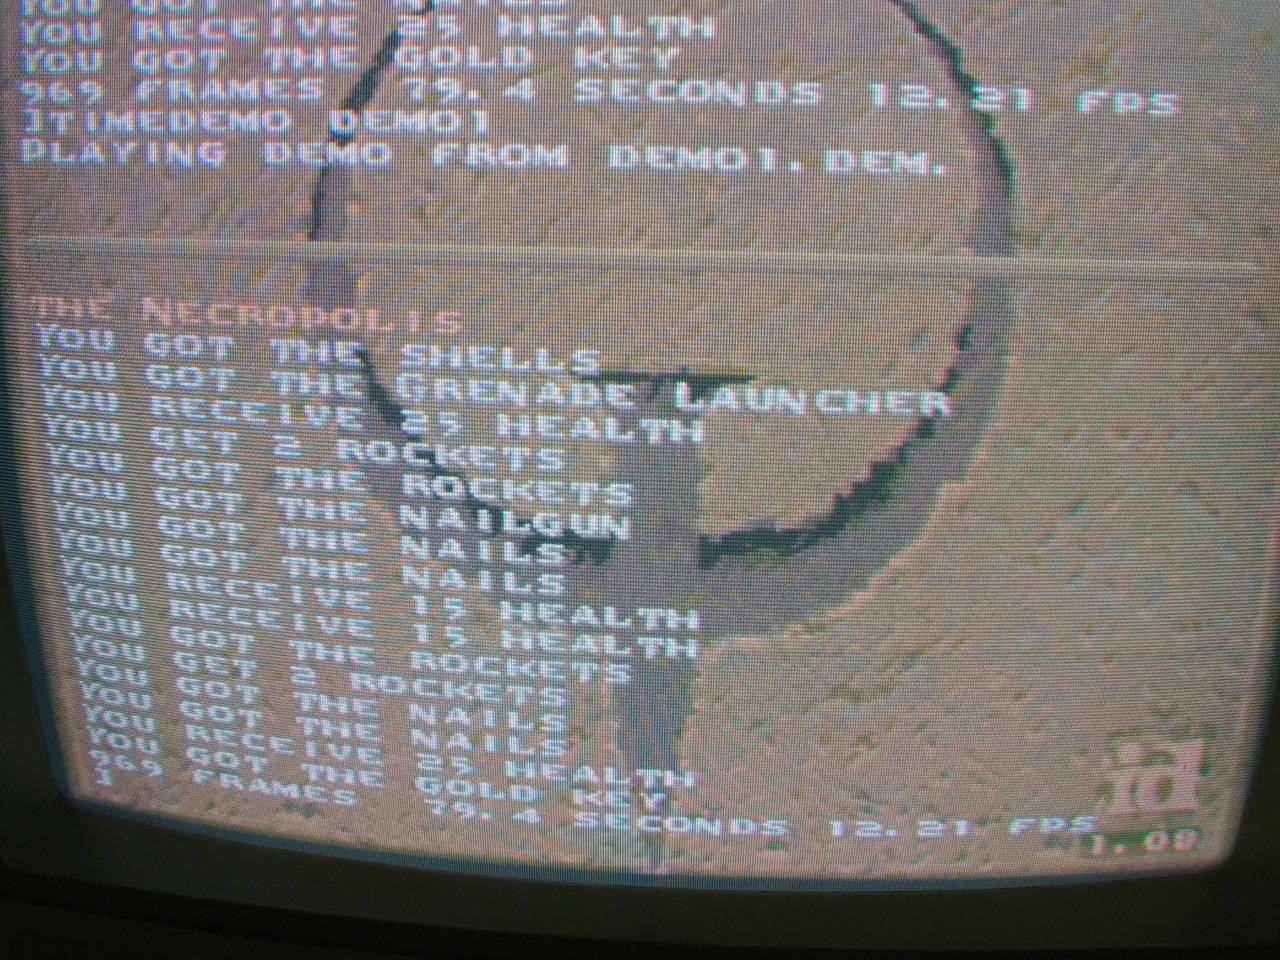 YOU GOT THE NAILS
YOU RECEIVE 25 HEALTH
YOU GOT THE GOLD KEY
969 FRAMES 79.4 SECONDS 12.21 FPS
]TIMEDEMO DEMO1
PLAYING DEMO FROM DEMO1.DEM.
THE NECROPOLIS
YOU GOT THE SHELLS
YOU GOT THE GRENADE LAUNCHER
YOU RECEIVE 25 HEALTH
YOU GET 2 ROCKETS
YOU GOT THE ROCKETS
YOU GOT THE NAILGUN
YOU GOT THE NAILS
YOU GOT THE NAILS
YOU RECEIVE 15 HEALTH
YOU RECEIVE 15 HEALTH
YOU GOT THE ROCKETS
YOU GET 2 ROCKETS
YOU GOT THE NAILS
YOU GOT THE NAILS
YOU RECEIVE 25 HEALTH
YOU GOT THE GOLD KEY
969 FRAMES 79.4 SECONDS 12.21 FPS
]
id
1.08